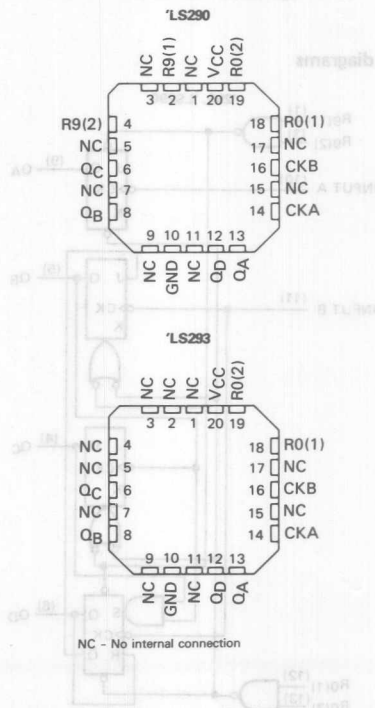 'LS290
NC R9(1) NC VCC R0(2)
3 2 1 20 19
R9(2) 4 18 R0(1)
NC 5 17 NC
QC 6 16 CKB
NC 7 15 NC
QB 8 14 CKA
9 10 11 12 13
NC GND NC QD QA
'LS293
NC NC NC VCC R0(2)
3 2 1 20 19
NC 4 18 R0(1)
NC 5 17 NC
QC 6 16 CKB
NC 7 15 NC
QB 8 14 CKA
9 10 11 12 13
NC GND NC QD QA
NC – No internal connection